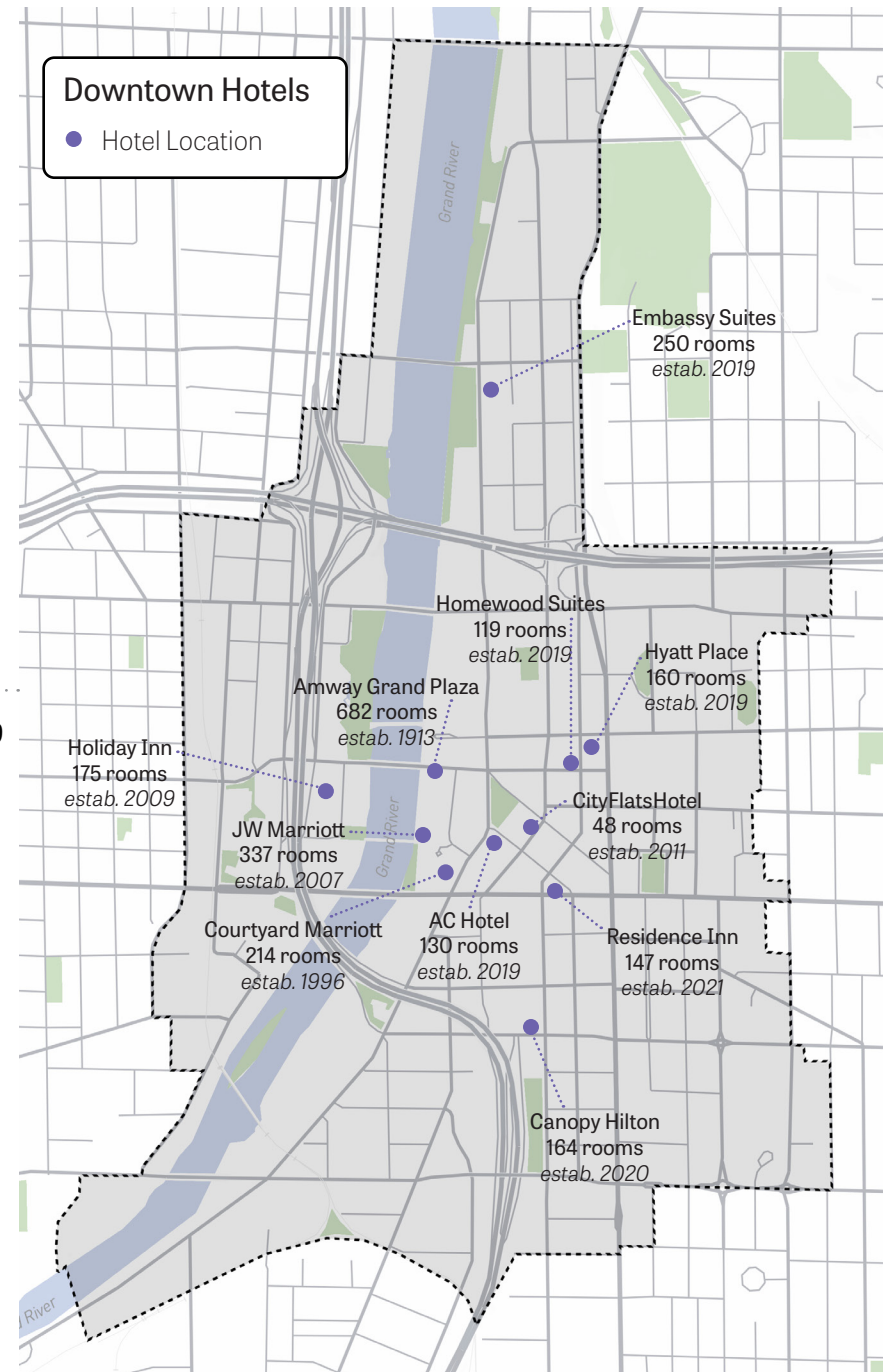 Downtown Hotels
Hotel Location
Grand River
Embassy Suites
250 rooms
estab. 2019
Homewood Suites
119 rooms
estab. 2019
Hyatt Place
160 rooms
estab. 2019
Amway Grand Plaza
682 rooms
estab. 1913
Holiday Inn
175 rooms
estab. 2009
CityFlatsHotel
48 rooms
estab. 2011
JW Marriott
337 rooms
estab. 2007
Grand River
Courtyard Marriott
214 rooms
estab. 1996
AC Hotel
130 rooms
estab. 2019
Residence Inn
147 rooms
estab. 2021
Canopy Hilton
164 rooms
estab. 2020
River